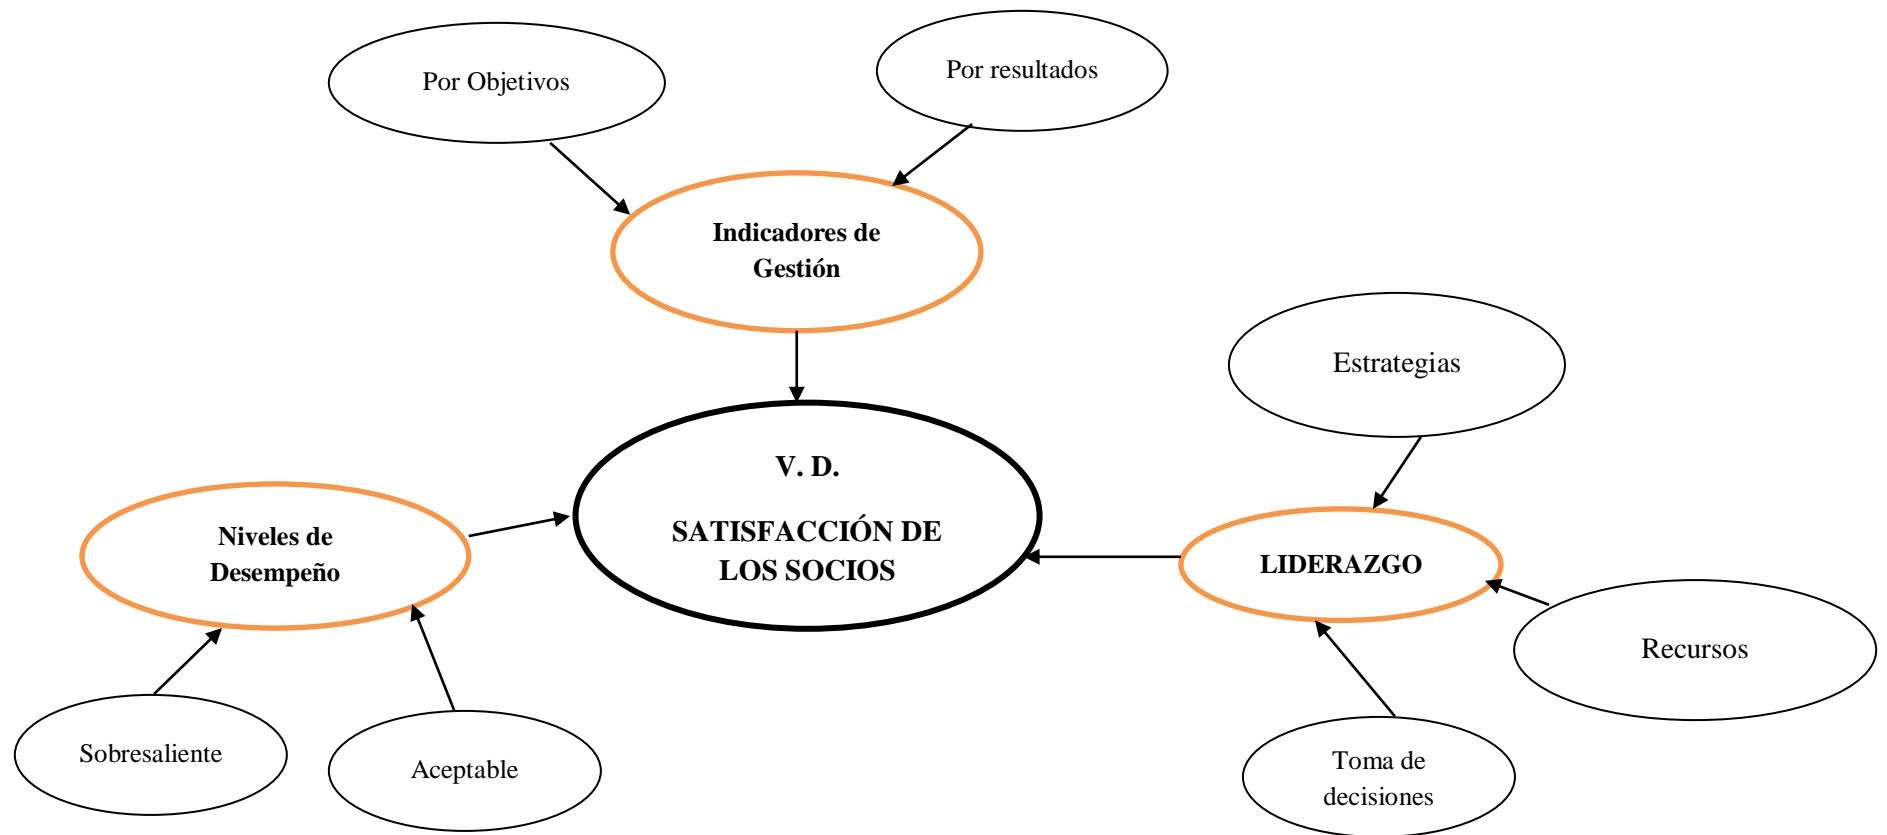 Por Objetivos
Por resultados
Indicadores de
Gestión
Estrategias
V. D.
SATISFACCIÓN DE
LOS SOCIOS
Niveles de
Desempeño
LIDERAZGO
Recursos
Sobresaliente
Aceptable
Toma de
decisiones